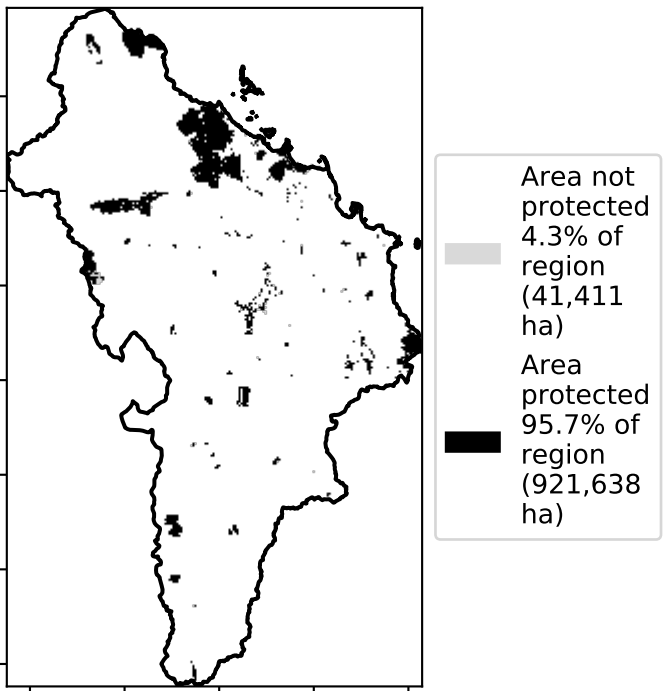 Area not
protected
4.3% of
region
(41,411
ha)
Area
protected
95.7% of
region
(921,638
ha)